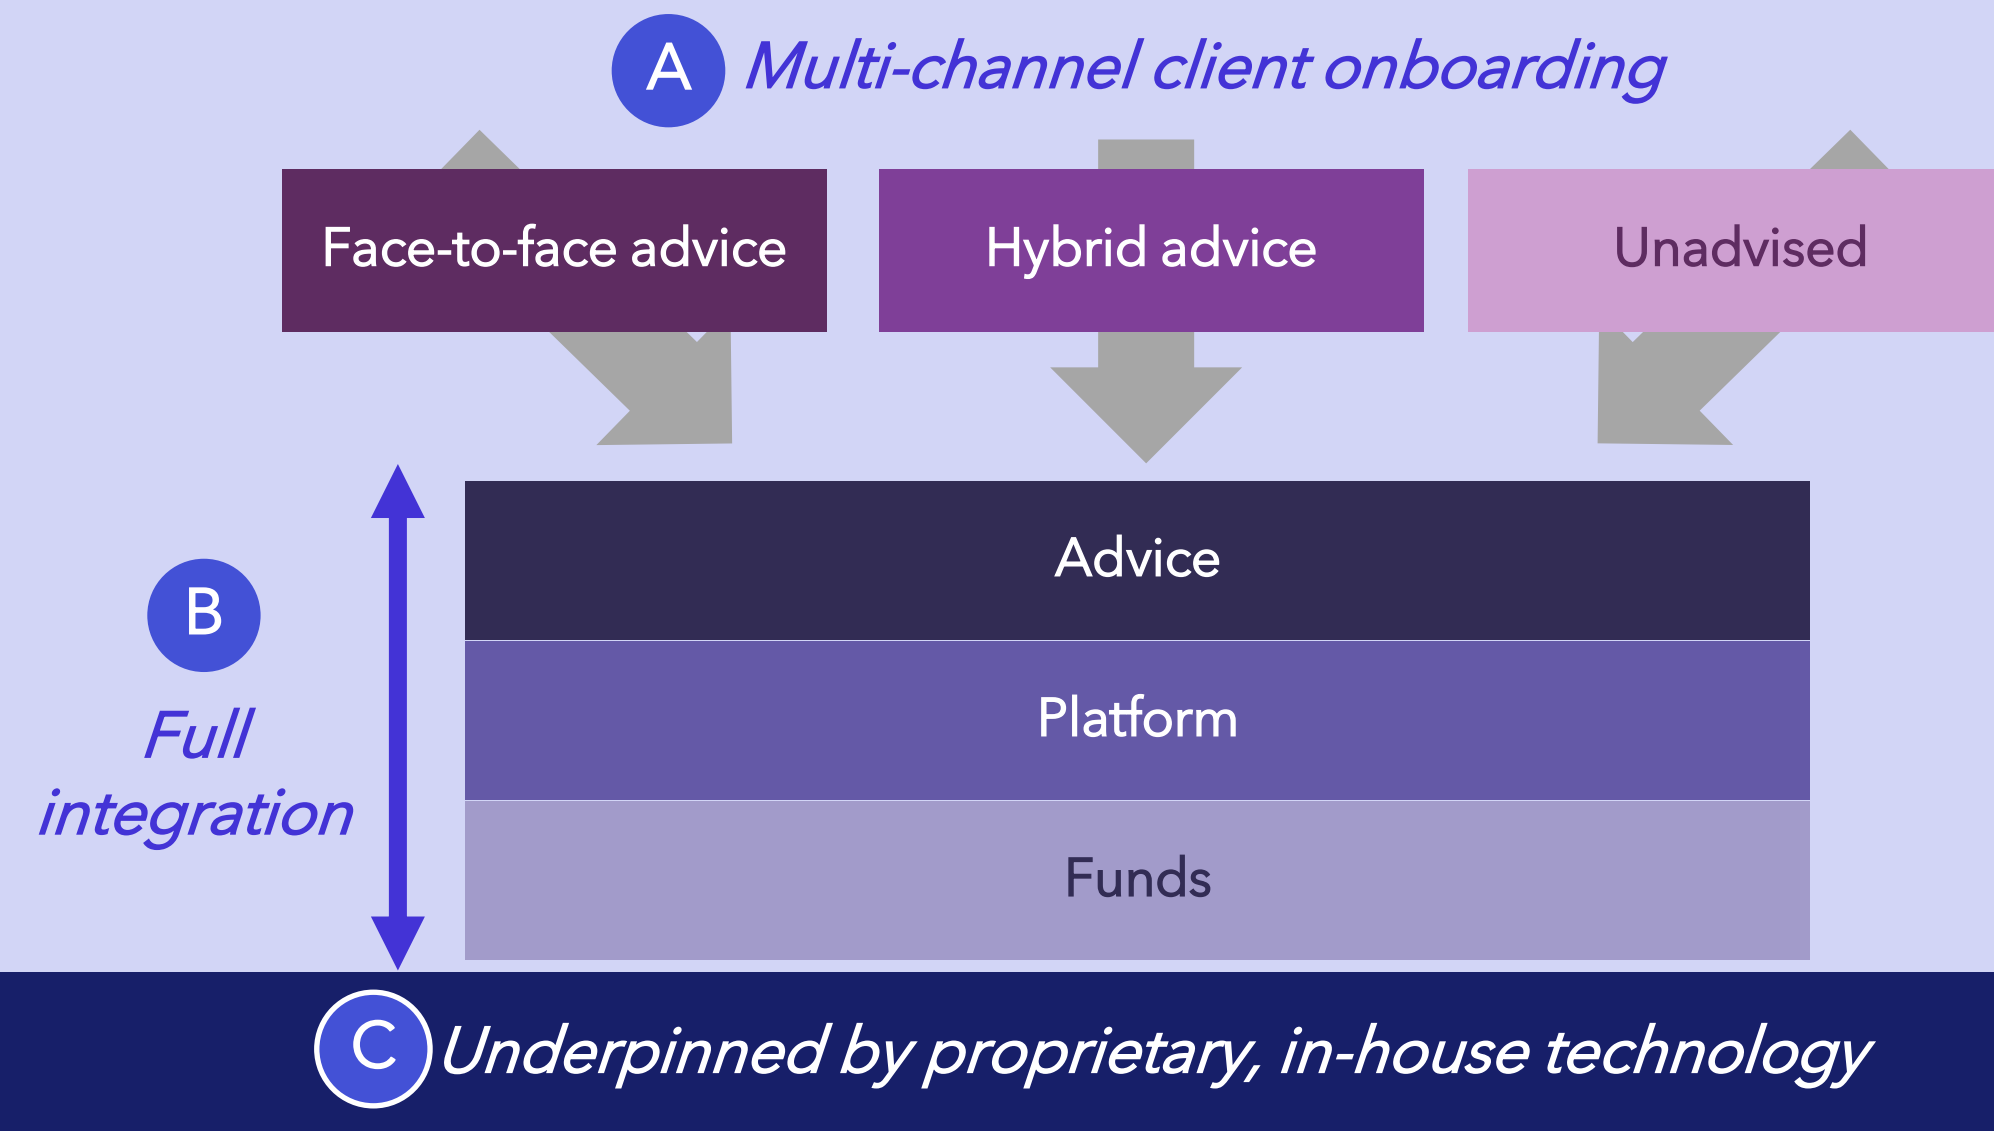 A Multi-channel client onboarding
Face-to-face advice
Hybrid advice
Unadvised
Advice
B
Platform
Full
integration
Funds
C Underpinned by proprietary, in-house technology